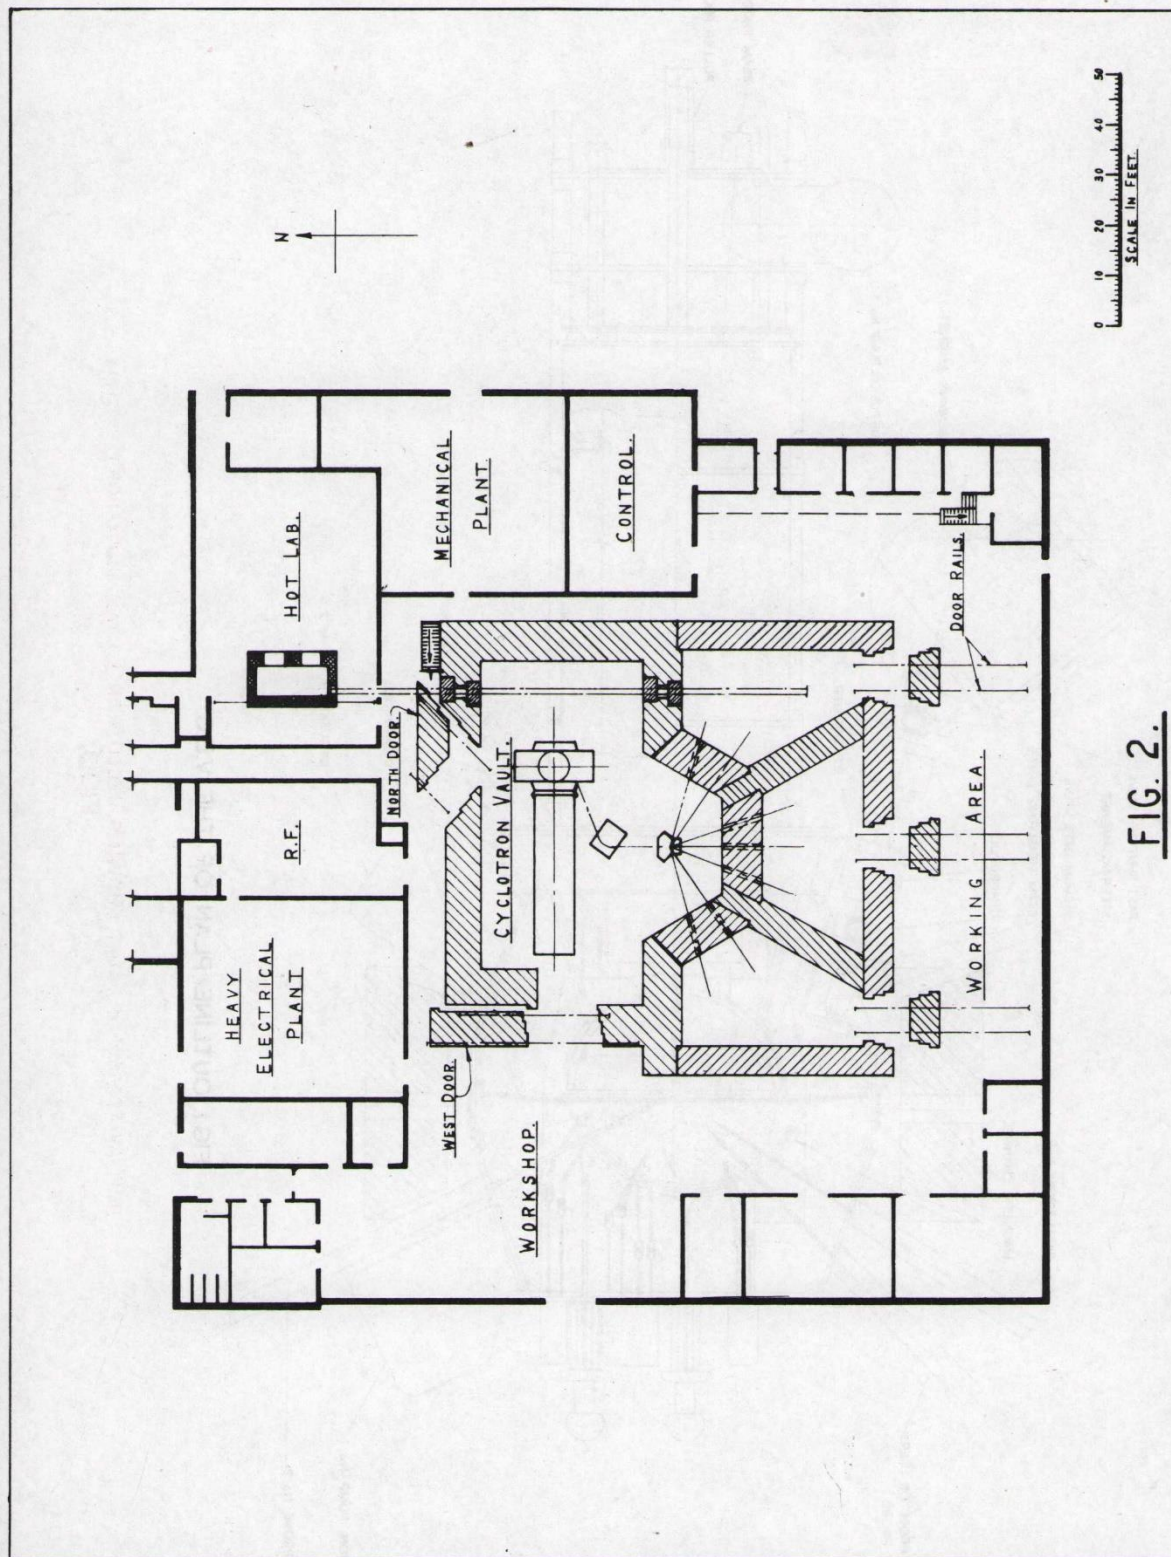 HEAVY
ELECTRICAL
PLANT
R.F.
HOT LAB.
N
NORTH DOOR.
MECHANICAL
PLANT.
WEST DOOR
CYCLOTRON VAULT.
WORKSHOP.
CONTROL.
DOOR RAILS.
WORKING AREA
0 10 20 30 40 50
SCALE IN FEET
FIG. 2.